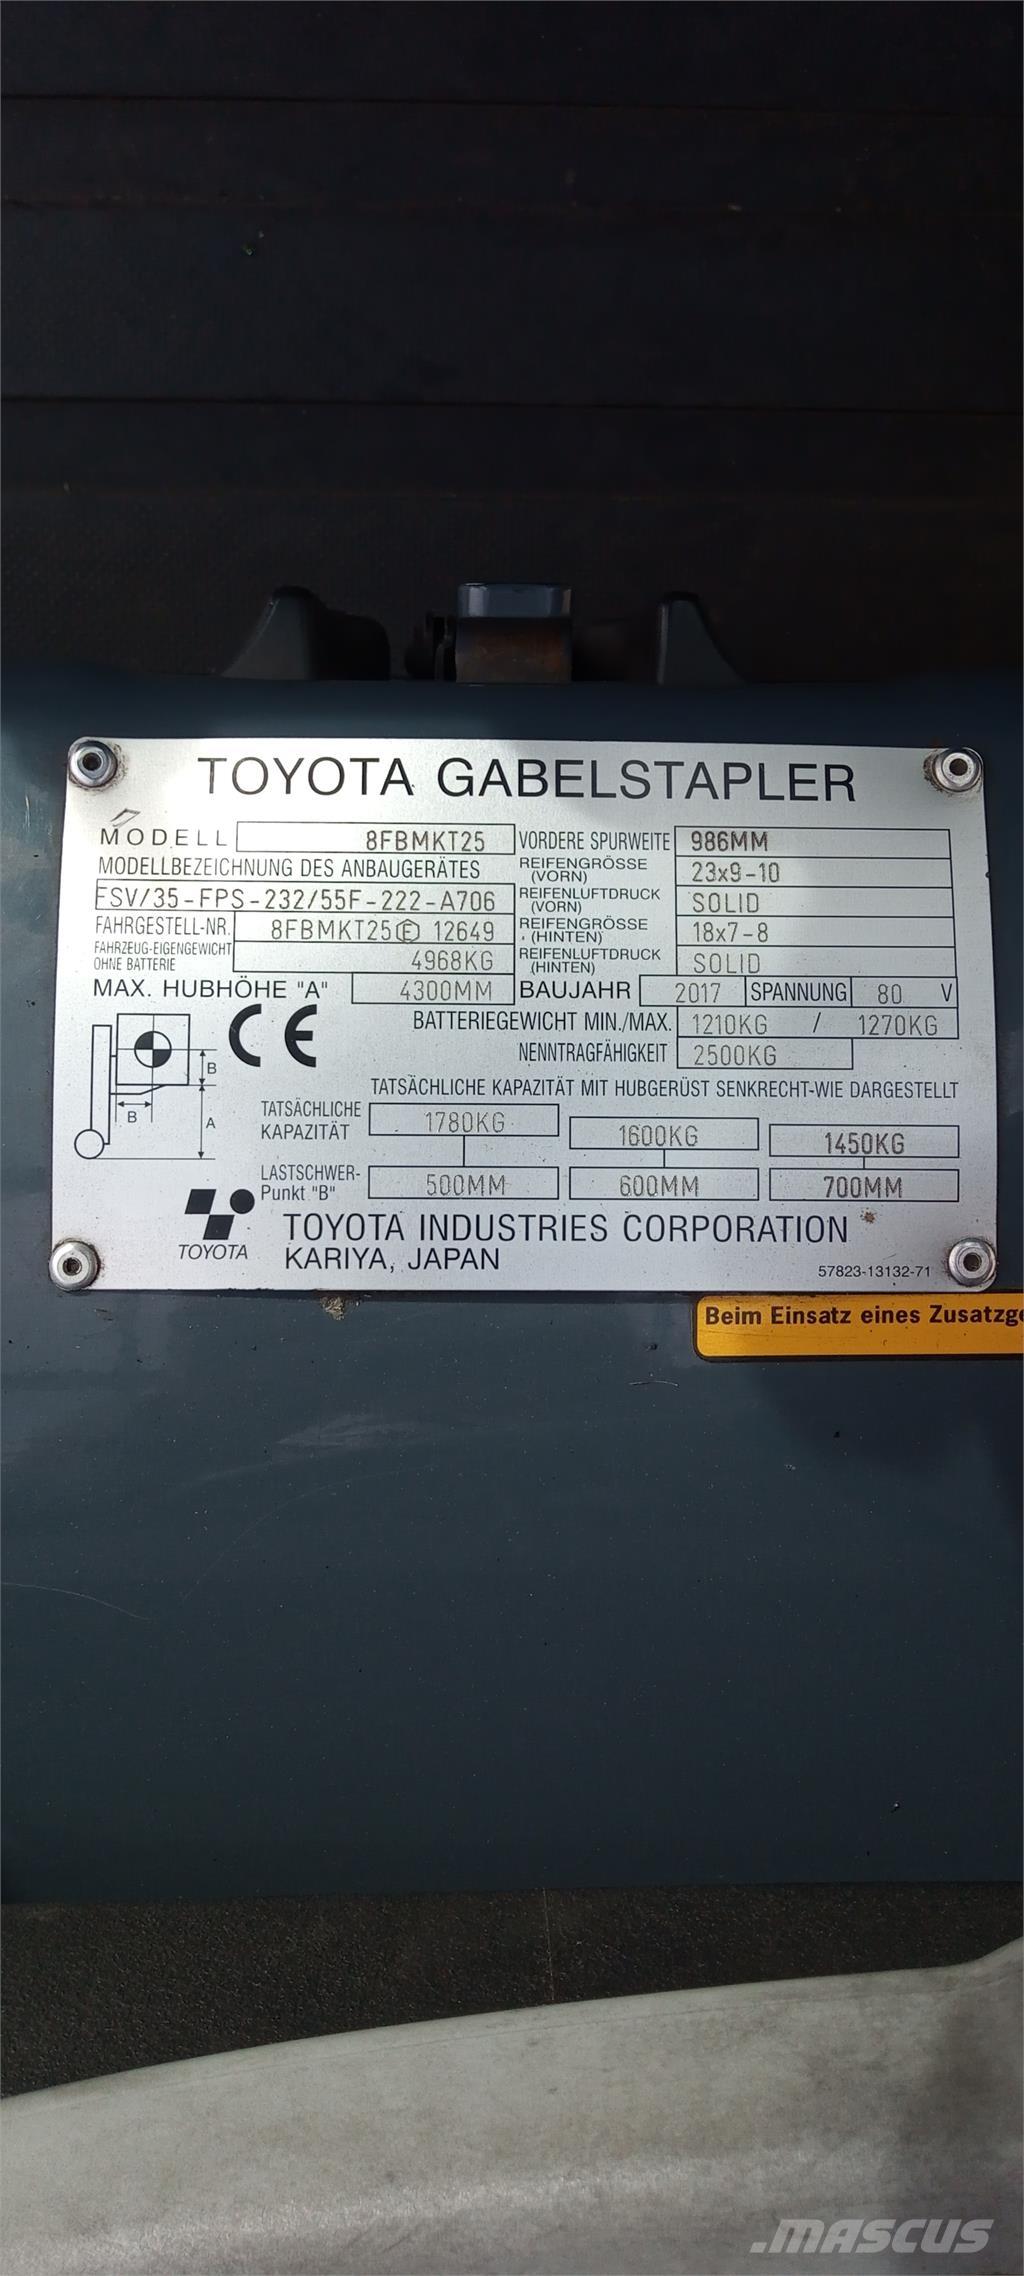 TOYOTA GABELSTAPLER
MODELL 8FBMKT25 VORDERE SPURWEITE 986MM
MODELLBEZEICHNUNG DES ANBAUGERÄTES REIFENGRÖSSE (VORN) 23x9-10
FSV/35-FPS-232/55F-222-A706 REIFENLUFTDRUCK (VORN) SOLID
FAHRGESTELL-NR. 8FBMKT25 E 12649 REIFENGRÖSSE (HINTEN) 18x7-8
FAHRZEUG-EIGENGEWICHT OHNE BATTERIE 4968KG REIFENLUFTDRUCK (HINTEN) SOLID
MAX. HUBHÖHE "A" 4300MM BAUJAHR 2017 SPANNUNG 80 V
CE
BATTERIEGEWICHT MIN./MAX. 1210KG / 1270KG
NENNTRAGFÄHIGKEIT 2500KG
B
B
A
TATSÄCHLICHE KAPAZITÄT MIT HUBGERÜST SENKRECHT-WIE DARGESTELLT
TATSÄCHLICHE KAPAZITÄT 1780KG 1600KG 1450KG
LASTSCHWER-
Punkt "B" 500MM 600MM 700MM
TOYOTA
TOYOTA INDUSTRIES CORPORATION
KARIYA, JAPAN
57823-13132-71
Beim Einsatz eines Zusatzge
MASCUS